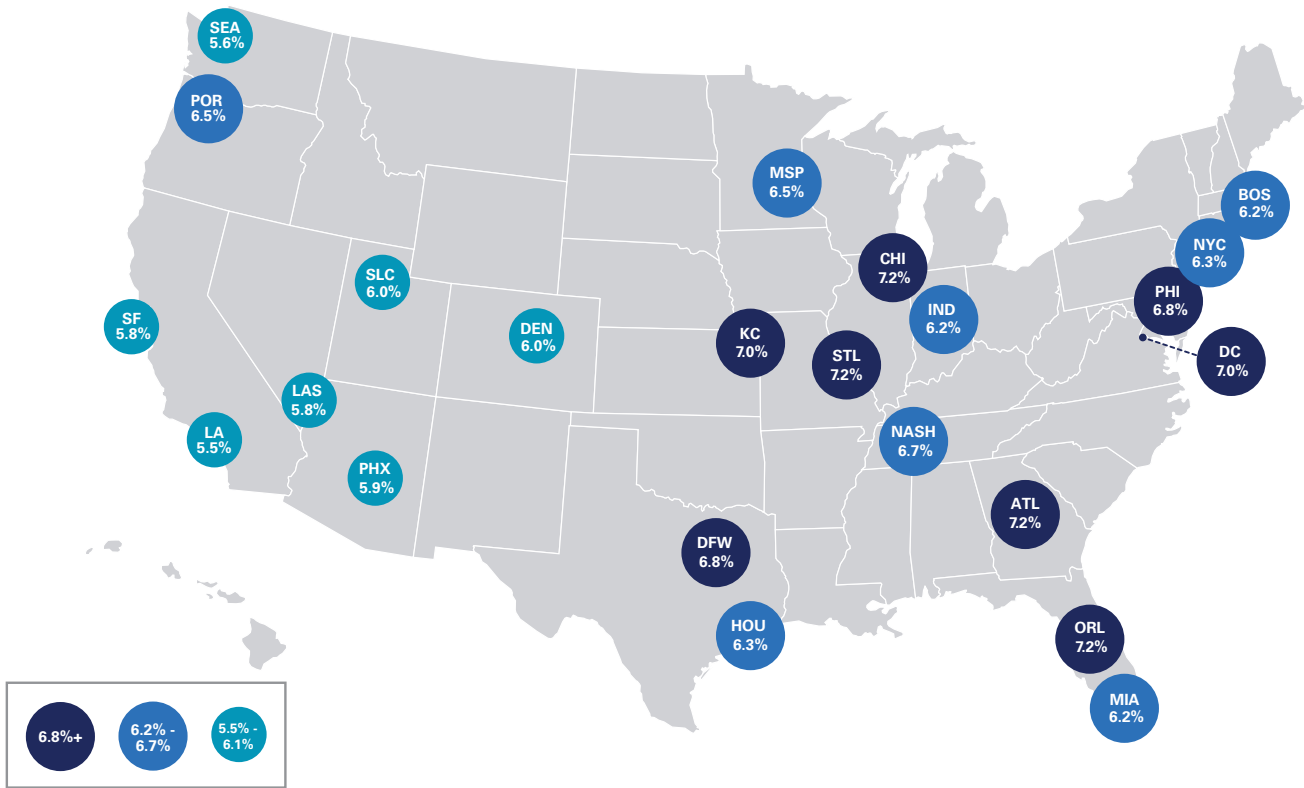 SEA
5.6%
POR
6.5%
MSP
6.5%
BOS
6.2%
NYC
6.3%
CHI
7.2%
SLC
6.0%
PHI
6.8%
IND
6.2%
SF
5.8%
DEN
6.0%
KC
7.0%
STL
7.2%
DC
7.0%
LAS
5.8%
LA
5.5%
NASH
6.7%
PHX
5.9%
ATL
7.2%
DFW
6.8%
HOU
6.3%
ORL
7.2%
MIA
6.2%
6.8%+
6.2% -
6.7%
5.5% -
6.1%